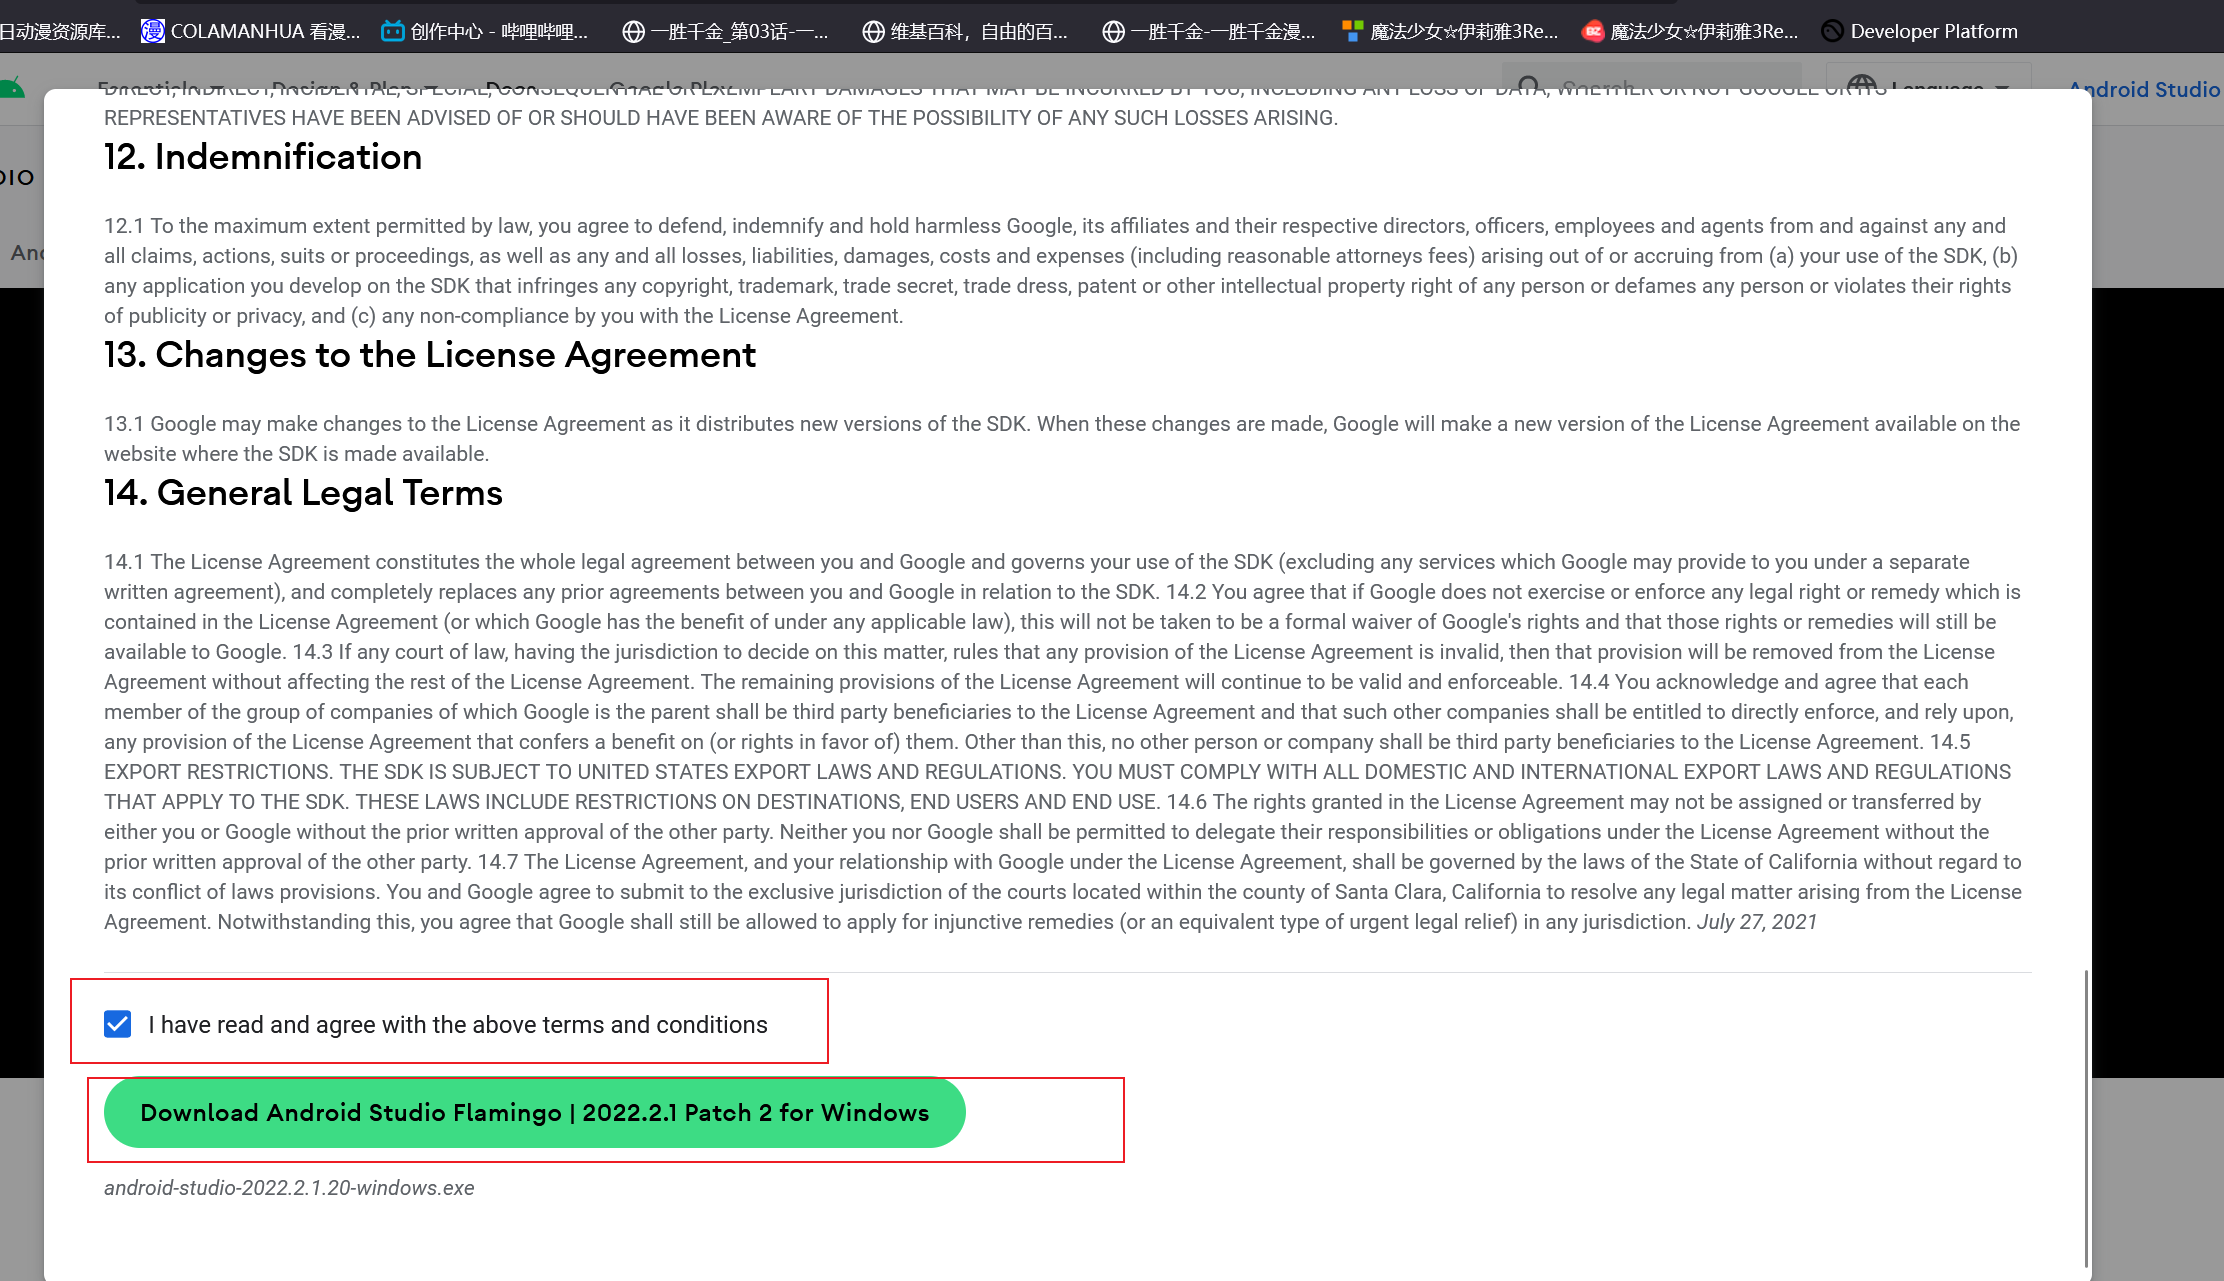 日动漫资源库...
漫 COLAMANHUA 看漫...
创作中心 - 哔哩哔哩...
一胜千金_第03话-一...
维基百科，自由的百...
一胜千金-一胜千金漫...
魔法少女☆伊莉雅3Re...
魔法少女☆伊莉雅3Re...
Developer Platform
Search
Language
Android Studio
REPRESENTATIVES HAVE BEEN ADVISED OF OR SHOULD HAVE BEEN AWARE OF THE POSSIBILITY OF ANY SUCH LOSSES ARISING.
12. Indemnification
DIO
12.1 To the maximum extent permitted by law, you agree to defend, indemnify and hold harmless Google, its affiliates and their respective directors, officers, employees and agents from and against any and
all claims, actions, suits or proceedings, as well as any and all losses, liabilities, damages, costs and expenses (including reasonable attorneys fees) arising out of or accruing from (a) your use of the SDK, (b)
any application you develop on the SDK that infringes any copyright, trademark, trade secret, trade dress, patent or other intellectual property right of any person or defames any person or violates their rights
of publicity or privacy, and (c) any non-compliance by you with the License Agreement.
13. Changes to the License Agreement
13.1 Google may make changes to the License Agreement as it distributes new versions of the SDK. When these changes are made, Google will make a new version of the License Agreement available on the
website where the SDK is made available.
14. General Legal Terms
14.1 The License Agreement constitutes the whole legal agreement between you and Google and governs your use of the SDK (excluding any services which Google may provide to you under a separate
written agreement), and completely replaces any prior agreements between you and Google in relation to the SDK. 14.2 You agree that if Google does not exercise or enforce any legal right or remedy which is
contained in the License Agreement (or which Google has the benefit of under any applicable law), this will not be taken to be a formal waiver of Google's rights and that those rights or remedies will still be
available to Google. 14.3 If any court of law, having the jurisdiction to decide on this matter, rules that any provision of the License Agreement is invalid, then that provision will be removed from the License
Agreement without affecting the rest of the License Agreement. The remaining provisions of the License Agreement will continue to be valid and enforceable. 14.4 You acknowledge and agree that each
member of the group of companies of which Google is the parent shall be third party beneficiaries to the License Agreement and that such other companies shall be entitled to directly enforce, and rely upon,
any provision of the License Agreement that confers a benefit on (or rights in favor of) them. Other than this, no other person or company shall be third party beneficiaries to the License Agreement. 14.5
EXPORT RESTRICTIONS. THE SDK IS SUBJECT TO UNITED STATES EXPORT LAWS AND REGULATIONS. YOU MUST COMPLY WITH ALL DOMESTIC AND INTERNATIONAL EXPORT LAWS AND REGULATIONS
THAT APPLY TO THE SDK. THESE LAWS INCLUDE RESTRICTIONS ON DESTINATIONS, END USERS AND END USE. 14.6 The rights granted in the License Agreement may not be assigned or transferred by
either you or Google without the prior written approval of the other party. Neither you nor Google shall be permitted to delegate their responsibilities or obligations under the License Agreement without the
prior written approval of the other party. 14.7 The License Agreement, and your relationship with Google under the License Agreement, shall be governed by the laws of the State of California without regard to
its conflict of laws provisions. You and Google agree to submit to the exclusive jurisdiction of the courts located within the county of Santa Clara, California to resolve any legal matter arising from the License
Agreement. Notwithstanding this, you agree that Google shall still be allowed to apply for injunctive remedies (or an equivalent type of urgent legal relief) in any jurisdiction. July 27, 2021
I have read and agree with the above terms and conditions
Download Android Studio Flamingo | 2022.2.1 Patch 2 for Windows
android-studio-2022.2.1.20-windows.exe